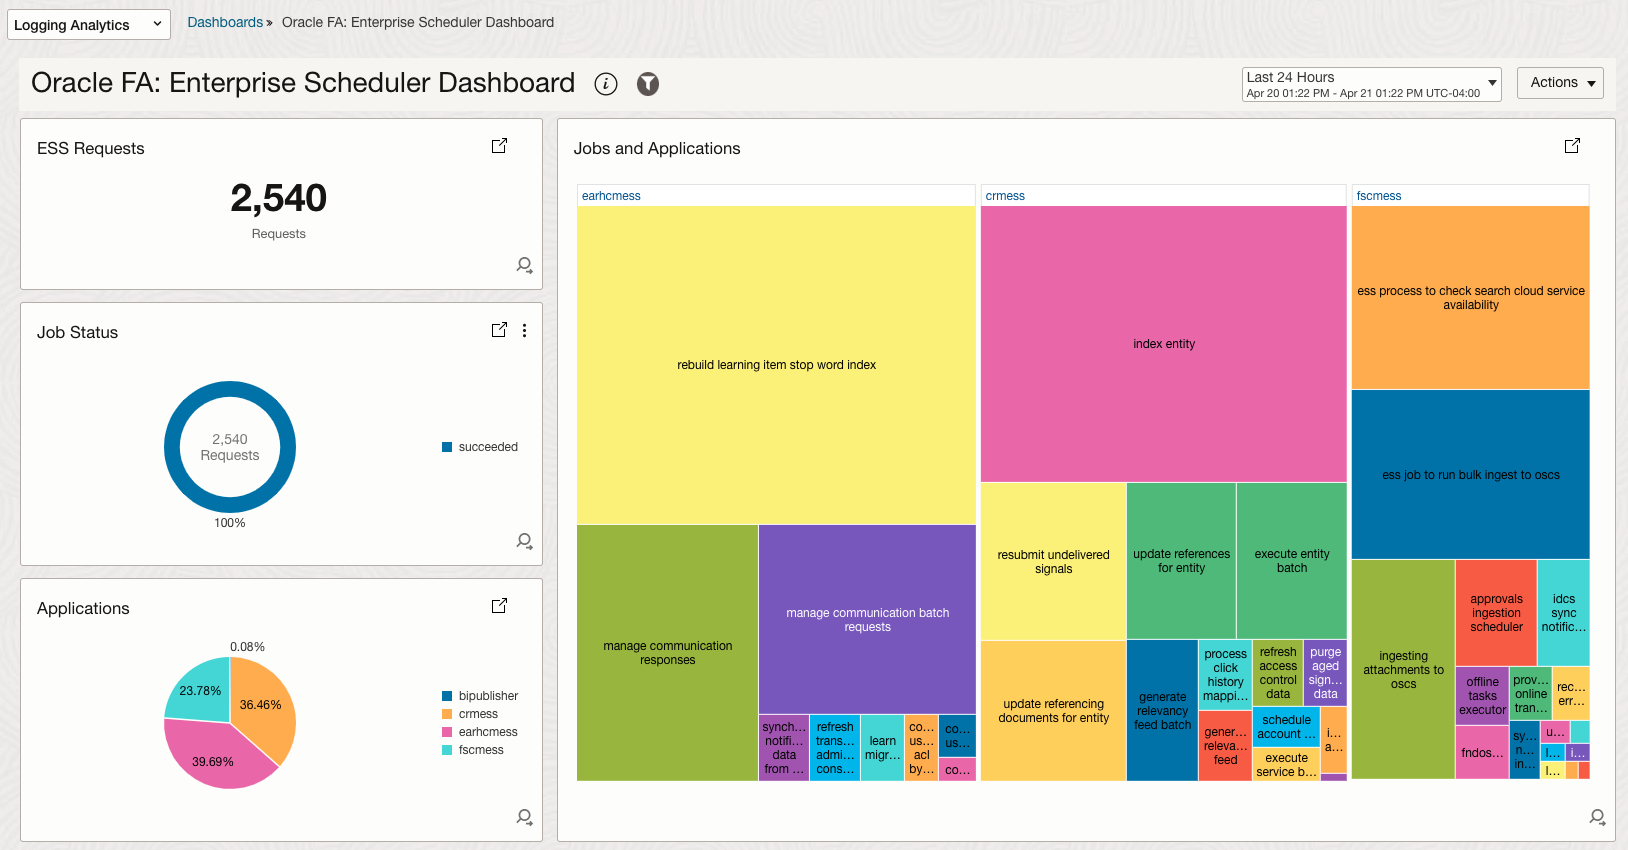 Logging Analytics
Dashboards » Oracle FA: Enterprise Scheduler Dashboard
Oracle FA: Enterprise Scheduler Dashboard
i
Last 24 Hours
Apr 20 01:22 PM - Apr 21 01:22 PM UTC-04:00
Actions
ESS Requests
2,540
Requests
Job Status
2,540
Requests
100%
succeeded
Applications
0.08%
23.78%
36.46%
39.69%
bipublisher
crmess
earhcmess
fscmess
Jobs and Applications
earhcmess
rebuild learning item stop word index
manage communication
responses
manage communication batch
requests
synch...
notifi...
data
from ...
refresh
trans...
admi...
cons...
learn
migr...
co...
us...
acl
by...
co...
us...
co...
crmess
index entity
resubmit undelivered
signals
update references
for entity
execute entity
batch
update referencing
documents for entity
generate
relevancy
feed batch
process
click
history
mappi...
refresh
access
control
data
purge
aged
sign...
data
gener...
releva...
feed
schedule
account ...
execute
service b...
i...
a...
fscmess
ess process to check search cloud service
availability
ess job to run bulk ingest to oscs
ingesting
attachments to
oscs
approvals
ingestion
scheduler
idcs
sync
notific...
offline
tasks
executor
prov...
online
tran...
rec...
err...
fndos...
sy...
n...
in...
u...
l...
i...
l...